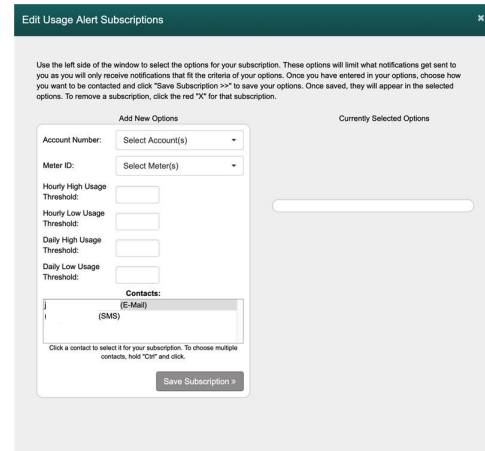 Edit Usage Alert Subscriptions
×
Use the left side of the window to select the options for your subscription. These options will limit what notifications get sent to
you as you will only receive notifications that fit the criteria of your options. Once you have entered in your options, choose how
you want to be contacted and click "Save Subscription >>" to save your options. Once saved, they will appear in the selected
options. To remove a subscription, click the red "X" for that subscription.
Add New Options
Account Number: Select Account(s)
Meter ID: Select Meter(s)
Hourly High Usage
Threshold:
Hourly Low Usage
Threshold:
Daily High Usage
Threshold:
Daily Low Usage
Threshold:
Contacts:
j (E-Mail)
( (SMS)
Click a contact to select it for your subscription. To choose multiple
contacts, hold "Ctrl" and click.
Save Subscription »
Currently Selected Options